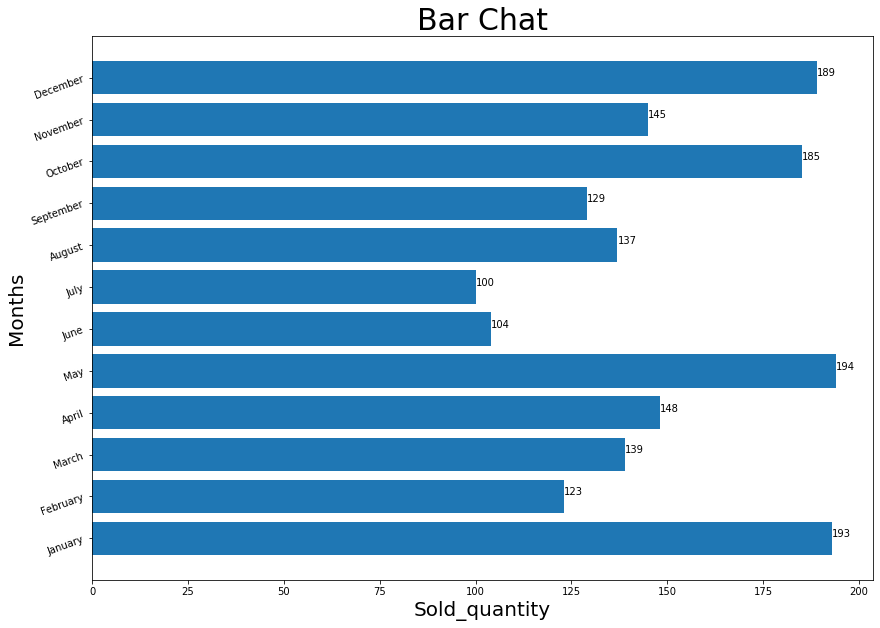 Bar Chat
December 189
November 145
October 185
September 129
August 137
July 100
June 104
May 194
April 148
March 139
February 123
January 193
0 25 50 75 100 125 150 175 200
Sold_quantity
Months